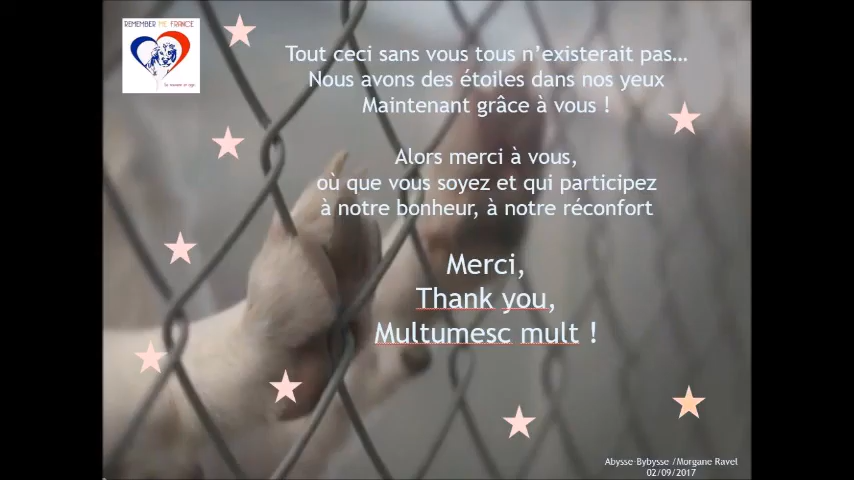 REMEMBER ME FRANCE
Tout ceci sans vous tous n’existerait pas…
Nous avons des étoiles dans nos yeux
Maintenant grâce à vous !
Alors merci à vous,
où que vous soyez et qui participez
à notre bonheur, à notre réconfort
Merci,
Thank you,
Multumesc mult !
Abysse-Bybysse /Morgane Ravel
02/09/2017